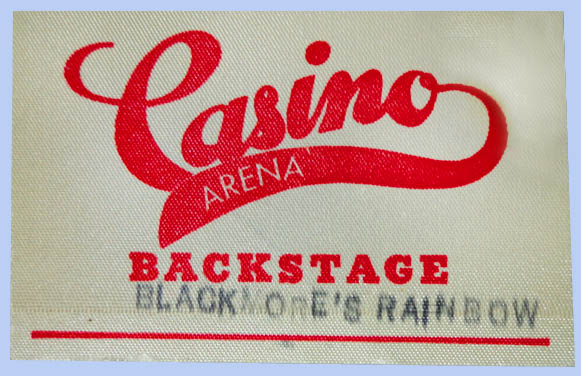 Casino
ARENA
BACKSTAGE
BLACKMORE'S RAINBOW